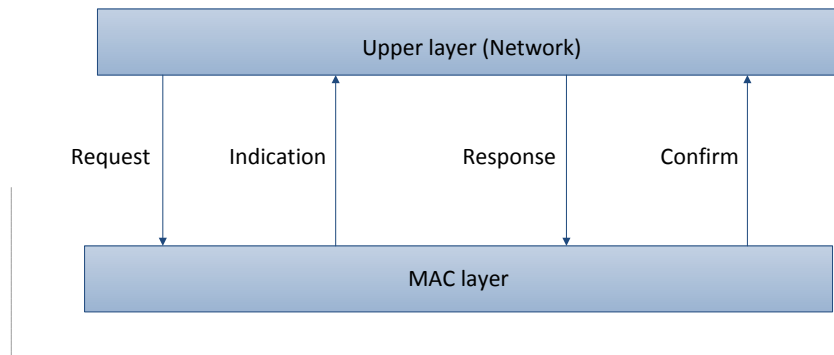 Upper layer (Network)
Request
Indication
Response
Confirm
MAC layer